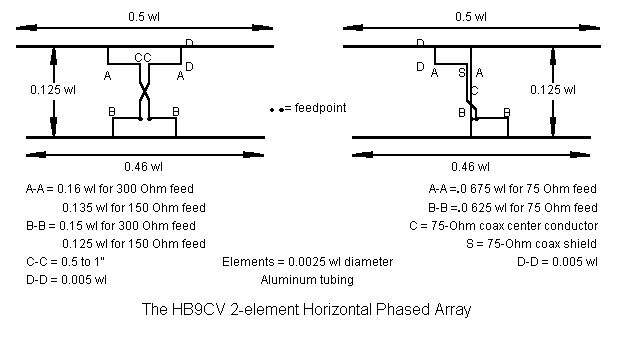 0.5 wl
0.5 wl
D
CC
D
A
A
0.125 wl
B
B
• •= feedpoint
0.46 wl
D
D
A
S
A
C
B
B
0.125 wl
0.46 wl
A-A = 0.16 wl for 300 Ohm feed
0.135 wl for 150 Ohm feed
B-B = 0.15 wl for 300 Ohm feed
0.125 wl for 150 Ohm feed
C-C = 0.5 to 1"
D-D = 0.005 wl
Elements = 0.0025 wl diameter
Aluminum tubing
A-A =.0 675 wl for 75 Ohm feed
B-B =.0 625 wl for 75 Ohm feed
C = 75-Ohm coax center conductor
S = 75-Ohm coax shield
D-D = 0.005 wl
The HB9CV 2-element Horizontal Phased Array